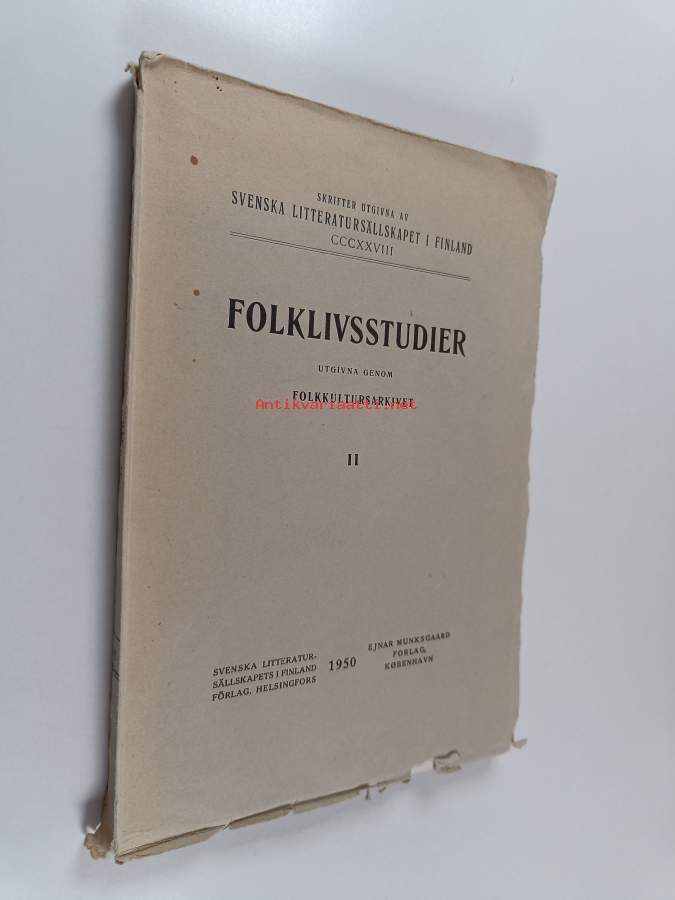 SKRIFTER UTGIVNA AV
SVENSKA LITTERATURSÄLLSKAPET I FINLAND
CCCXXVIII
FOLKLIVSSTUDIER
UTGIVNA GENOM
FOLKKULTURSARKIVET
Antikvariaatti.net
II
SVENSKA LITTERATUR-
SÄLLSKAPETS I FINLAND
FÖRLAG, HELSINGFORS
1950
EJNAR MUNKSGAARD
FORLAG,
KØBENHAVN